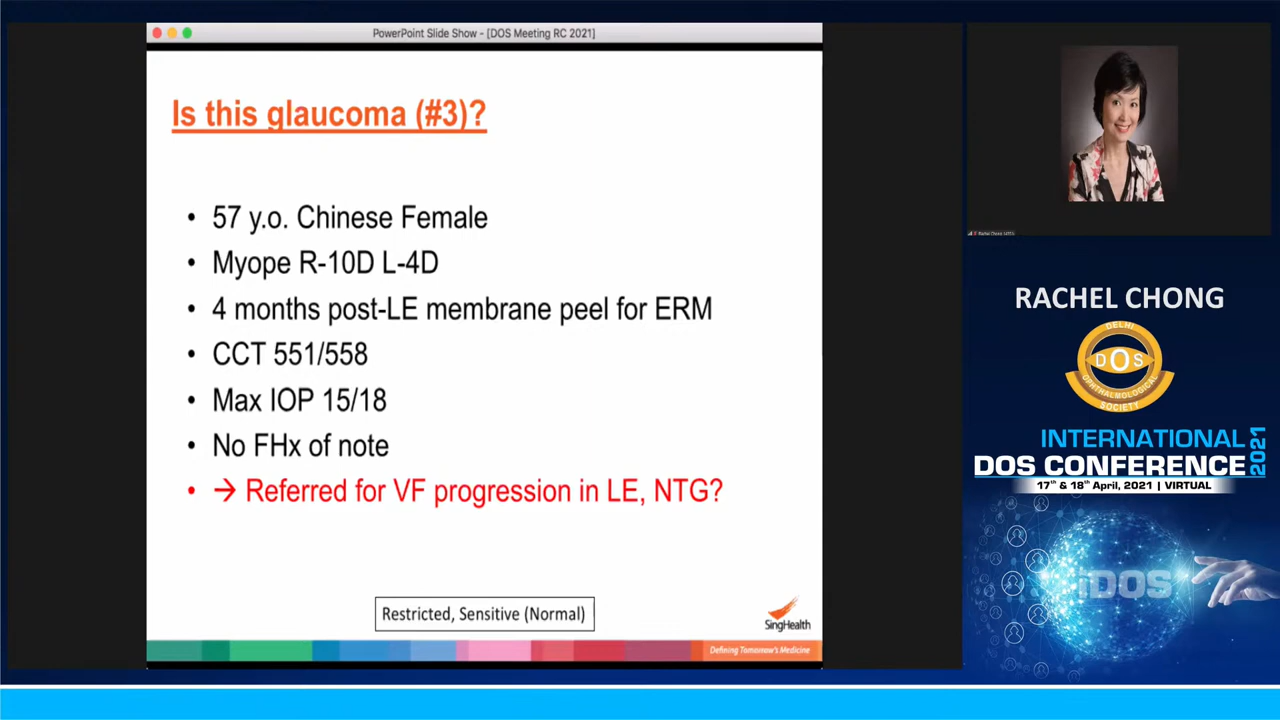 PowerPoint Slide Show - [DOS Meeting RC 2021]
Is this glaucoma (#3)?
• 57 y.o. Chinese Female
• Myope R-10D L-4D
• 4 months post-LE membrane peel for ERM
• CCT 551/558
• Max IOP 15/18
• No FHx of note
• → Referred for VF progression in LE, NTG?
Restricted, Sensitive (Normal)
SingHealth
Defining Tomorrow's Medicine
RACHEL CHONG
DELHI
DOS
OPHTHALMOLOGICAL
SOCIETY
INTERNATIONAL
DOS CONFERENCE
2021
17th & 18th April, 2021 | VIRTUAL
iDOS